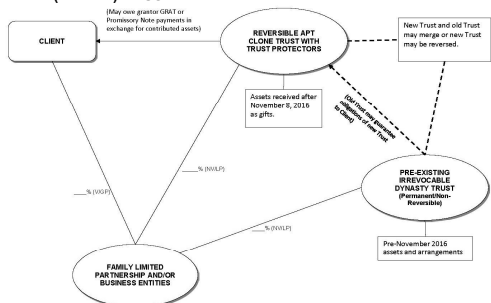 (May owe grantor GRAT or
Promissory Note payments in
exchange for contributed assets)
CLIENT
REVERSIBLE APT
CLONE TRUST WITH
TRUST PROTECTORS
New Trust and old Trust
may merge or new Trust
may be reversed.
Assets received after
November 8, 2016
as gifts.
(Old Trust may guarantee
obligations of new Trust
to Client)
____% (V/GP)
____% (NV/LP)
____% (NV/LP)
PRE-EXISTING
IRREVOCABLE
DYNASTY TRUST
(Permanent/Non-
Reversible)
Pre-November 2016
assets and arrangements
FAMILY LIMITED
PARTNERSHIP AND/OR
BUSINESS ENTITIES